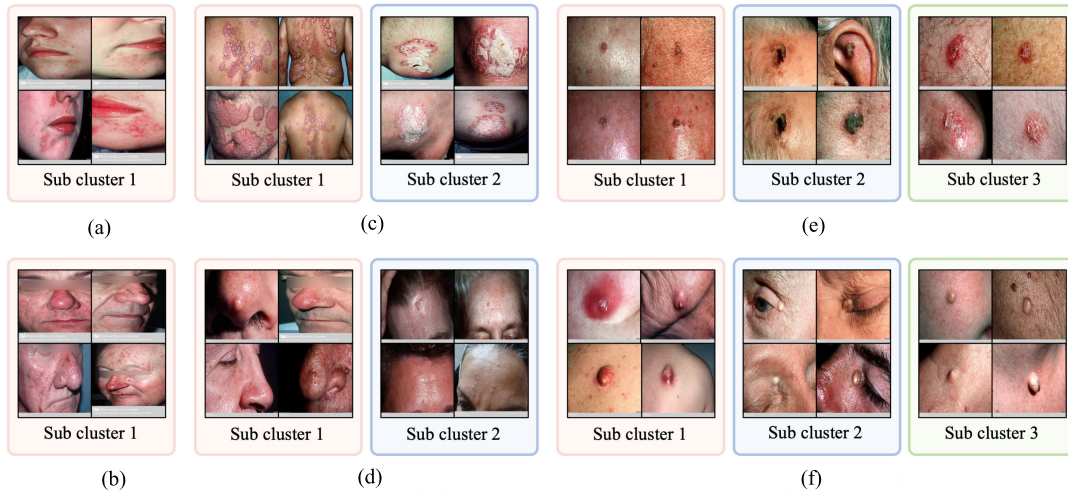 Sub cluster 1
Sub cluster 1
Sub cluster 2
Sub cluster 1
Sub cluster 2
Sub cluster 3
(a)
(c)
(e)
Sub cluster 1
Sub cluster 1
Sub cluster 2
Sub cluster 1
Sub cluster 2
Sub cluster 3
(b)
(d)
(f)